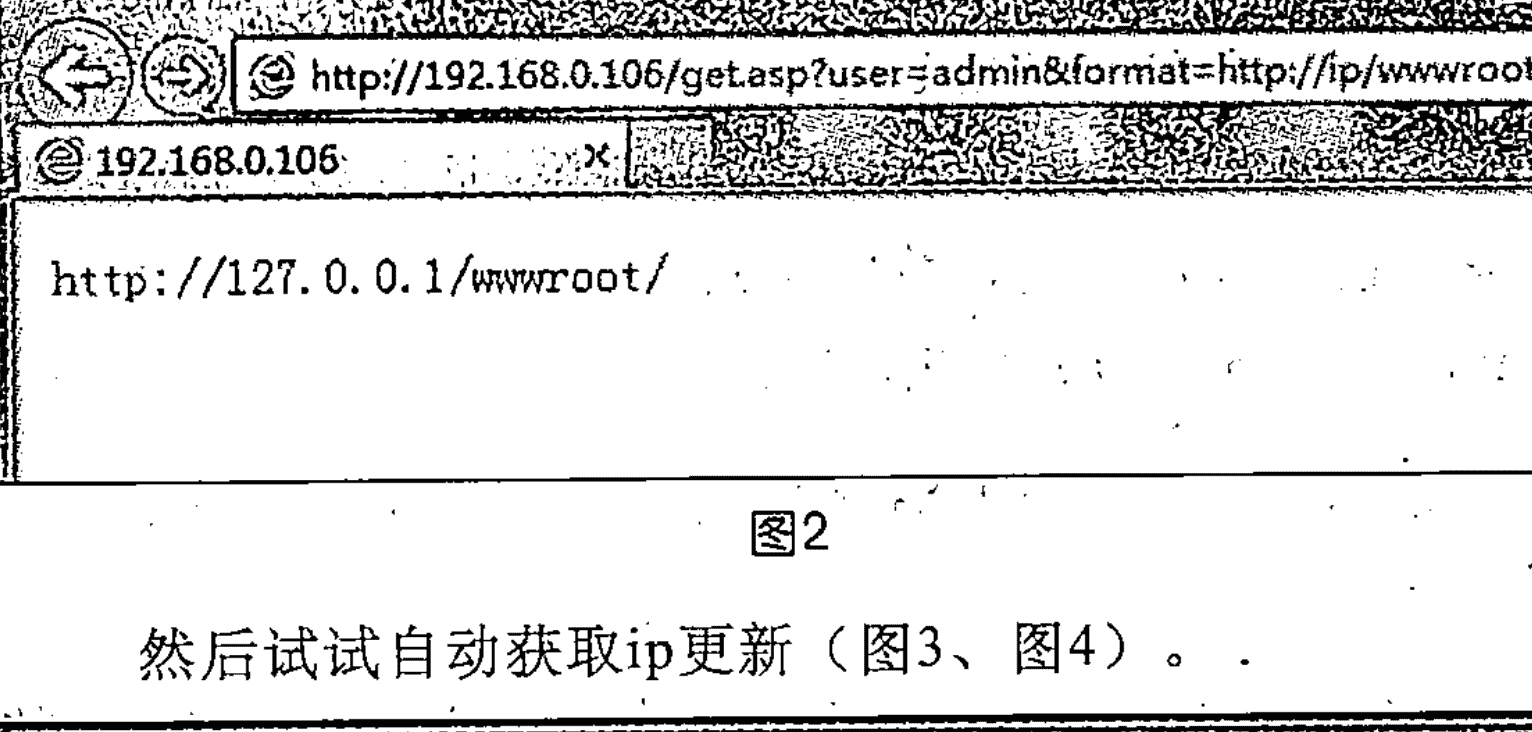 http://192.168.0.106/get.asp?user=admin&format=http://ip/wwwroot
192.168.0.106
http://127.0.0.1/wwwroot/
图2
然后试试自动获取ip更新（图3、图4）。